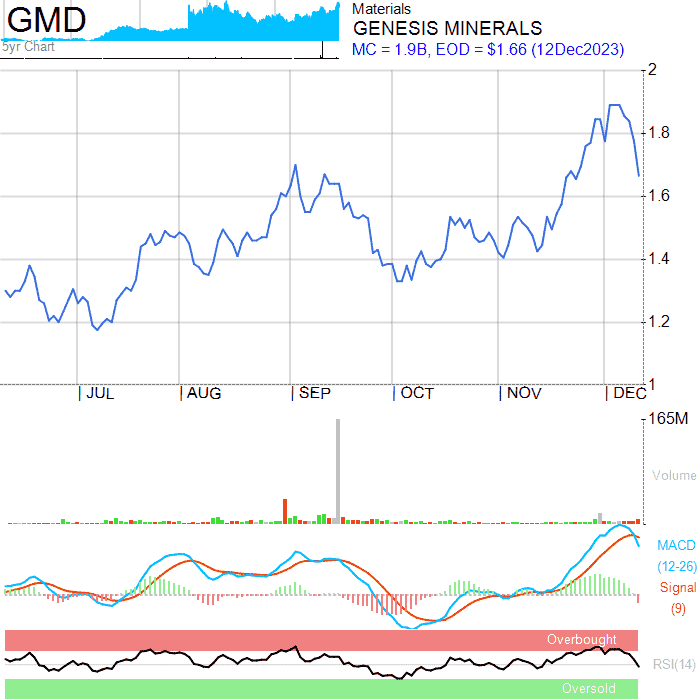 GMD
5yr Chart
Materials
GENESIS MINERALS
MC = 1.9B, EOD = $1.66 (12Dec2023)
2
1.8
1.6
1.4
1.2
1
JUL
AUG
SEP
OCT
NOV
DEC
165M
Volume
MACD
(12-26)
Signal
(9)
Overbought
RSI(14)
Oversold